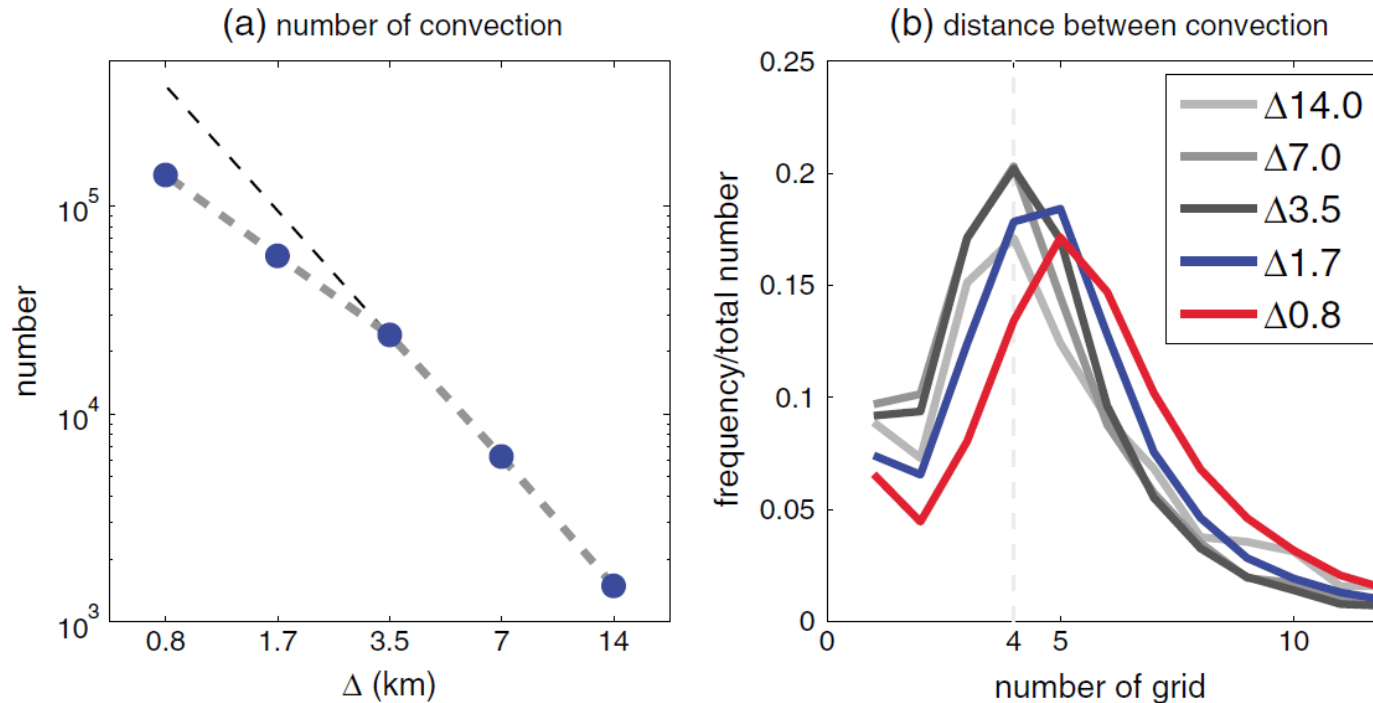 (a) number of convection
number
10^5
10^4
10^3
0.8 1.7 3.5 7 14
Δ (km)
(b) distance between convection
frequency/total number
0.25
0.2
0.15
0.1
0.05
0
0 4 5 10
number of grid
Δ14.0
Δ7.0
Δ3.5
Δ1.7
Δ0.8